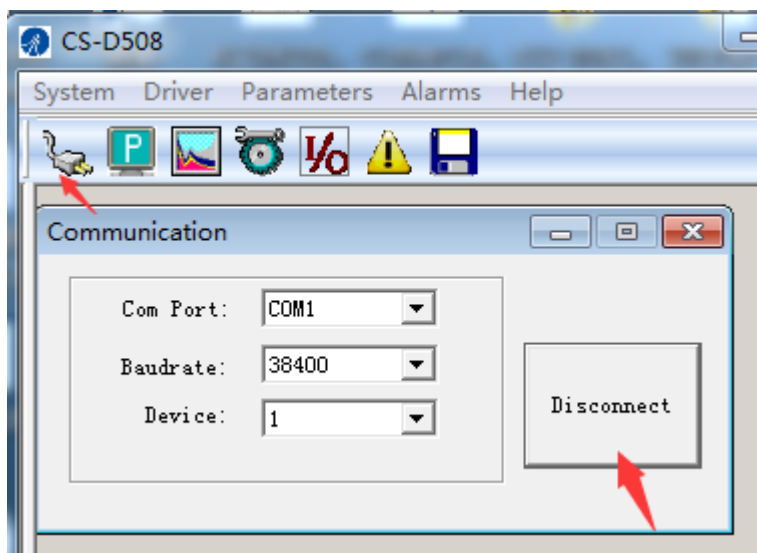 CS-D508
System Driver Parameters Alarms Help
P I/O
Communication
Com Port: COM1
Baudrate: 38400
Device: 1
Disconnect